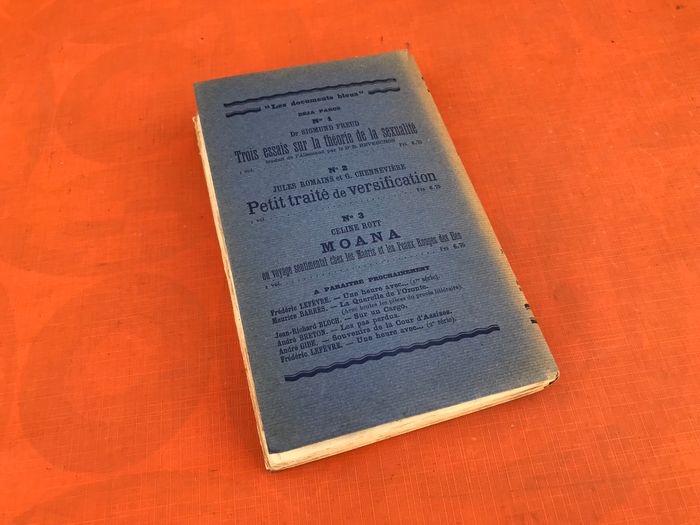 "Les documents bleus"
DÉJA PARUS
N° 1
Dr SIGMUND FREUD
Trois essais sur la théorie de la sexualité
traduit de l'Allemand par le Dr B. REVERCHON
1 vol. Frs 6.75
N° 2
JULES ROMAINS et G. CHENNEVIÈRE
Petit traité de versification
1 vol. Frs 6.75
N° 3
CELINE ROTT
MOANA
ou voyage sentimental chez les Maoris et les Peaux Rouges des Iles
1 vol. Frs 6.75
A PARAITRE PROCHAINEMENT
Frédéric LEFÈVRE. — Une heure avec... (1re série).
Maurice BARRÈS. — La Querelle de l'Oronte.
(Avec toutes les pièces du procès littéraire).
Jean-Richard BLOCH. — Sur un Cargo.
André BRETON. — Les pas perdus.
André GIDE. — Souvenirs de la Cour d'Assises.
Frédéric LEFÈVRE. — Une heure avec... (2e série).